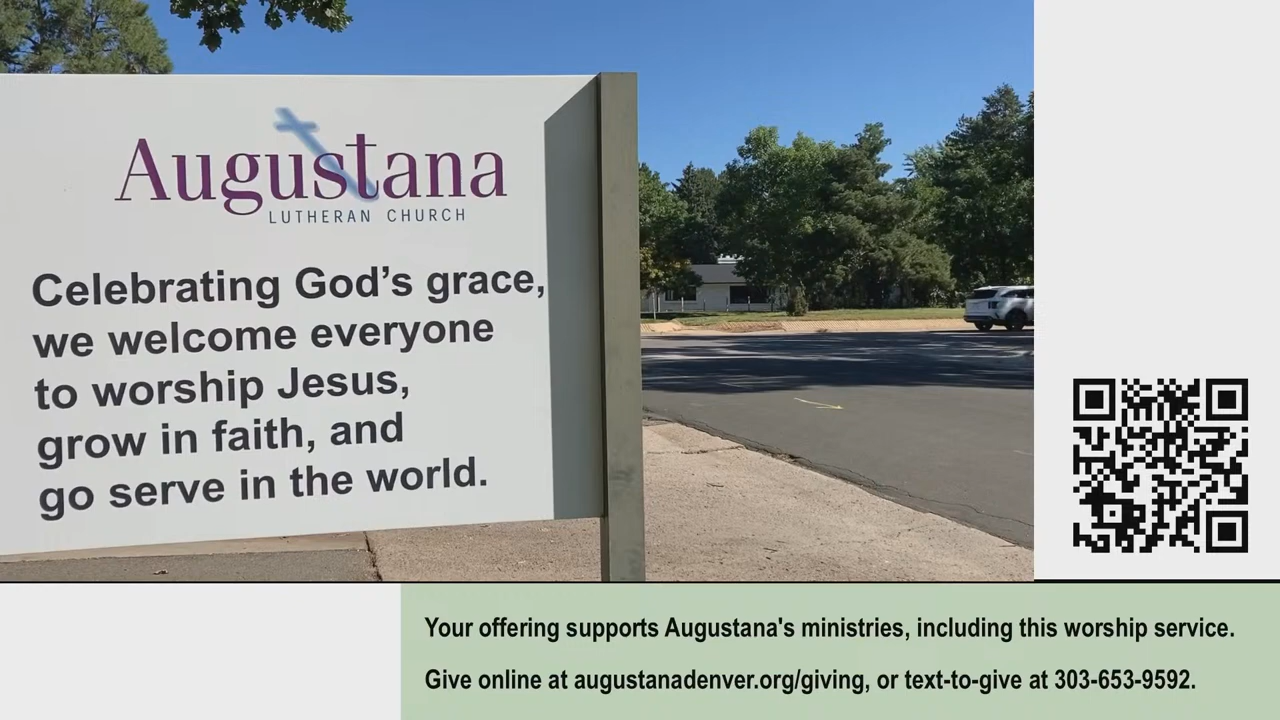 Augustana
LUTHERAN CHURCH
Celebrating God's grace,
we welcome everyone
to worship Jesus,
grow in faith, and
go serve in the world.
Your offering supports Augustana's ministries, including this worship service.
Give online at augustanadenver.org/giving, or text-to-give at 303-653-9592.